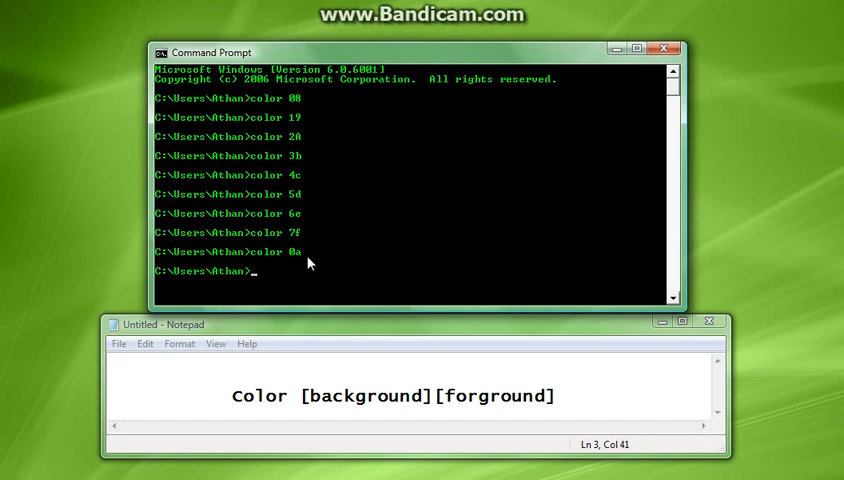 www.Bandicam.com
Command Prompt
Microsoft Windows [Version 6.0.6001]
Copyright (c) 2006 Microsoft Corporation.  All rights reserved.
C:\Users\Athan>color 08
C:\Users\Athan>color 19
C:\Users\Athan>color 2A
C:\Users\Athan>color 3b
C:\Users\Athan>color 4c
C:\Users\Athan>color 5d
C:\Users\Athan>color 6e
C:\Users\Athan>color 7f
C:\Users\Athan>color 0a
C:\Users\Athan>_
Untitled - Notepad
File Edit Format View Help
Color [background][forground]
Ln 3, Col 41